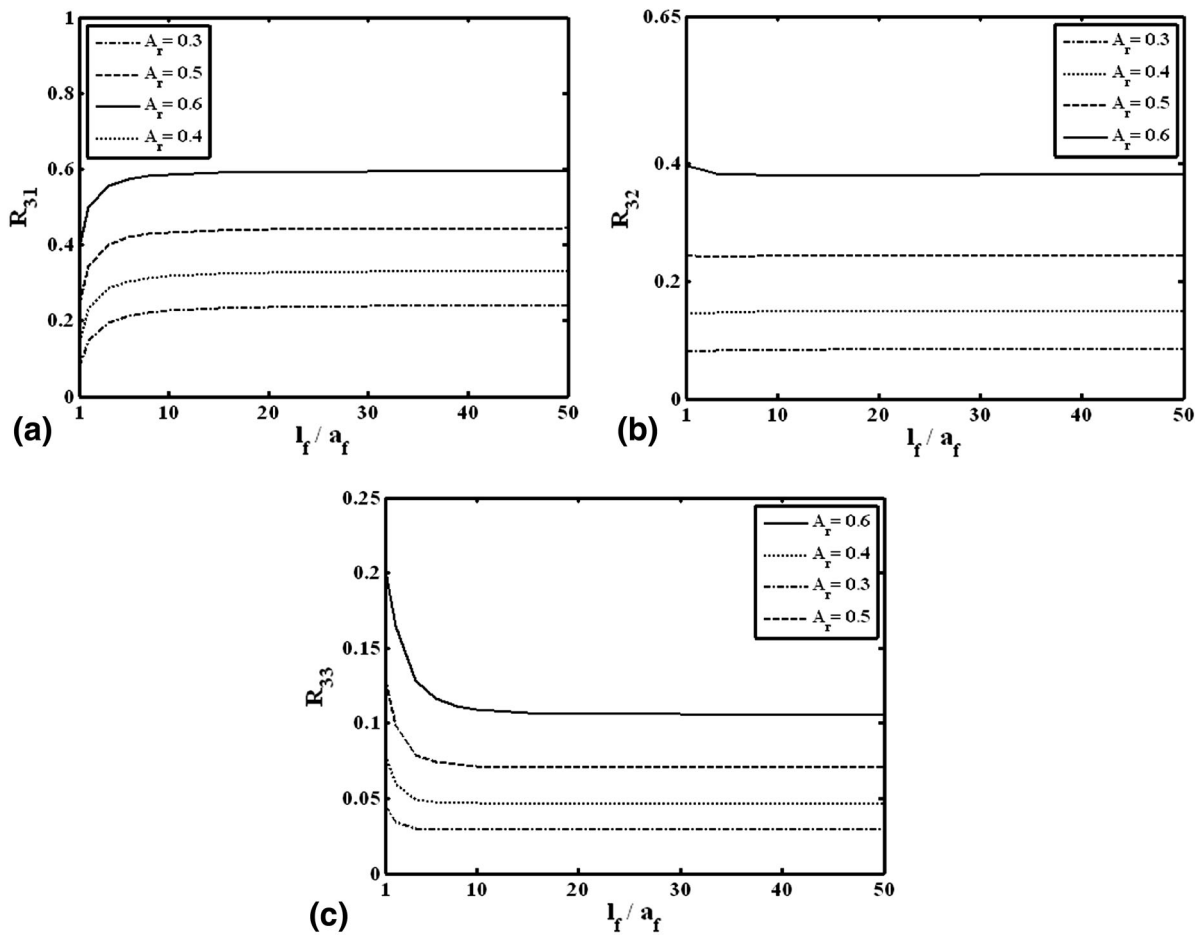 1
A_r = 0.3
A_r = 0.5
A_r = 0.6
A_r = 0.4
0.8
0.6
R_31
0.4
0.2
0
1 10 20 30 40 50
(a) l_f / a_f
0.65
A_r = 0.3
A_r = 0.4
A_r = 0.5
A_r = 0.6
0.4
R_32
0.2
0
1 10 20 30 40 50
(b) l_f / a_f
0.25
A_r = 0.6
A_r = 0.4
A_r = 0.3
A_r = 0.5
0.2
0.15
R_33
0.1
0.05
0
1 10 20 30 40 50
(c) l_f / a_f